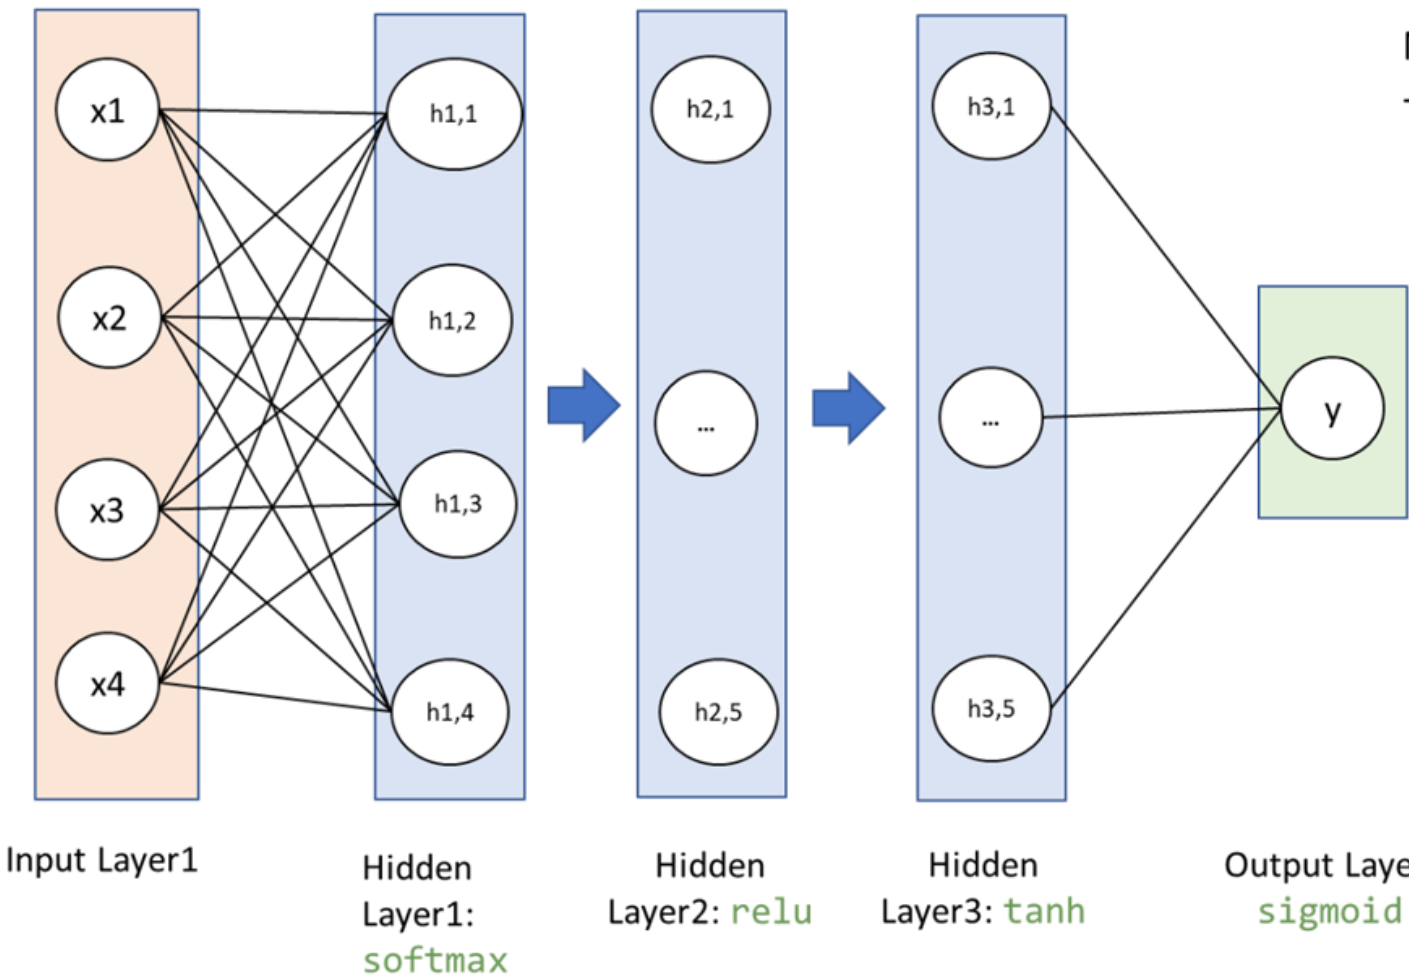 x1
x2
x3
x4
h1,1
h1,2
h1,3
h1,4
h2,1
...
h2,5
h3,1
...
h3,5
y
Input Layer1
Hidden
Layer1:
softmax
Hidden
Layer2: relu
Hidden
Layer3: tanh
Output Laye
sigmoid